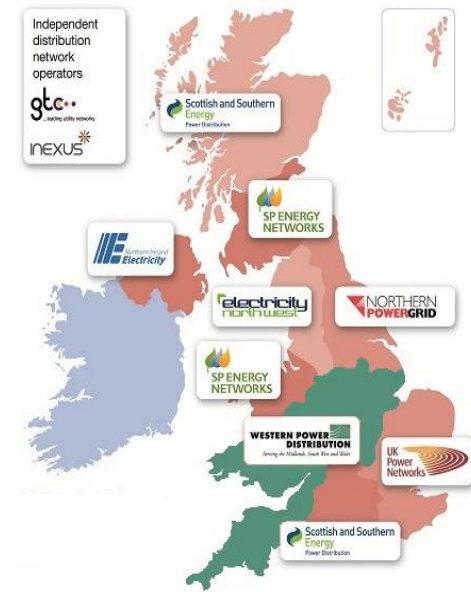 Independent
distribution
network
operators
gtc
...leading utility networks
INEXUS
Scottish and Southern
Energy
Power Distribution
SP ENERGY
NETWORKS
Northern Ireland
Electricity
electricity
north west
NORTHERN
POWERGRID
SP ENERGY
NETWORKS
WESTERN POWER
DISTRIBUTION
Serving the Midlands, South West and Wales
UK
Power
Networks
Scottish and Southern
Energy
Power Distribution